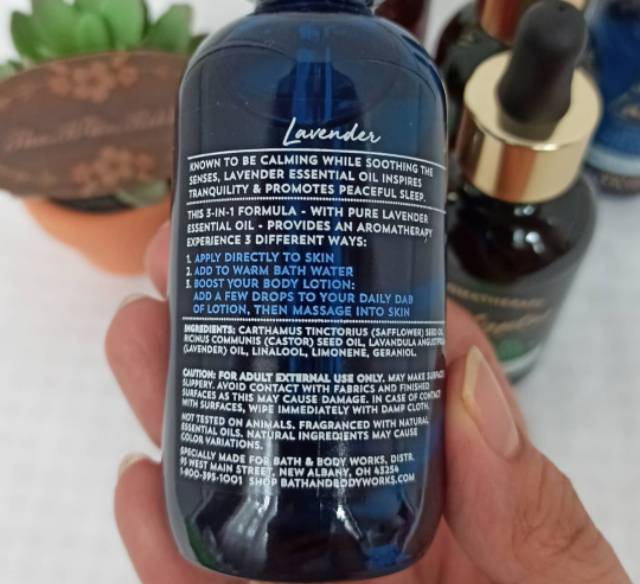 Lavender
KNOWN TO BE CALMING WHILE SOOTHING THE
SENSES, LAVENDER ESSENTIAL OIL INSPIRES
TRANQUILITY & PROMOTES PEACEFUL SLEEP.
THIS 3-IN-1 FORMULA - WITH PURE LAVENDER
ESSENTIAL OIL - PROVIDES AN AROMATHERAPY
EXPERIENCE 3 DIFFERENT WAYS:
1. APPLY DIRECTLY TO SKIN
2. ADD TO WARM BATH WATER
3. BOOST YOUR BODY LOTION:
ADD A FEW DROPS TO YOUR DAILY DAB
OF LOTION, THEN MASSAGE INTO SKIN
INGREDIENTS: CARTHAMUS TINCTORIUS (SAFFLOWER) SEED OIL,
RICINUS COMMUNIS (CASTOR) SEED OIL, LAVANDULA
(LAVENDER) OIL, LINALOOL, LIMONENE, GERANIOL.
CAUTION: FOR ADULT EXTERNAL USE ONLY. MAY MAKE SURFACES
SLIPPERY. AVOID CONTACT WITH FABRICS AND FINISHED
SURFACES AS THIS MAY CAUSE DAMAGE. IN CASE OF CONTACT
WITH SURFACES, WIPE IMMEDIATELY WITH DAMP CLOTH.
NOT TESTED ON ANIMALS. FRAGRANCED WITH NATURAL
ESSENTIAL OILS. NATURAL INGREDIENTS MAY CAUSE
COLOR VARIATIONS.
SPECIALLY MADE FOR BATH & BODY WORKS, DISTR.
95 WEST MAIN STREET, NEW ALBANY, OH 43254
1-800-395-1001 SHOP BATHANDBODYWORKS.COM